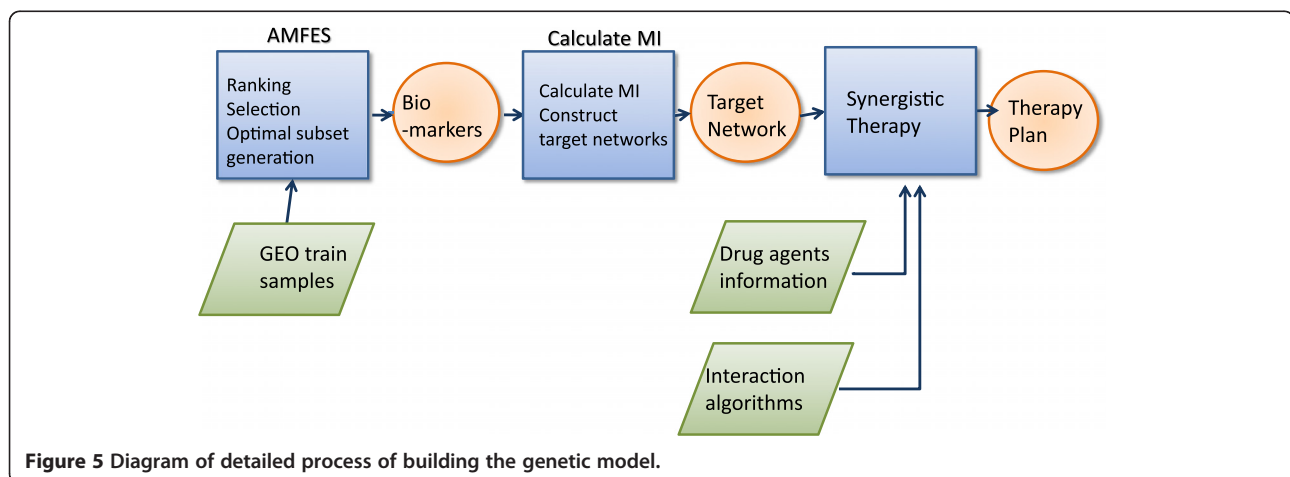 AMFES
Ranking
Selection
Optimal subset
generation
Bio
-markers
Calculate MI
Calculate MI
Construct
target networks
Target
Network
Synergistic
Therapy
Therapy
Plan
GEO train
samples
Drug agents
information
Interaction
algorithms
Figure 5 Diagram of detailed process of building the genetic model.